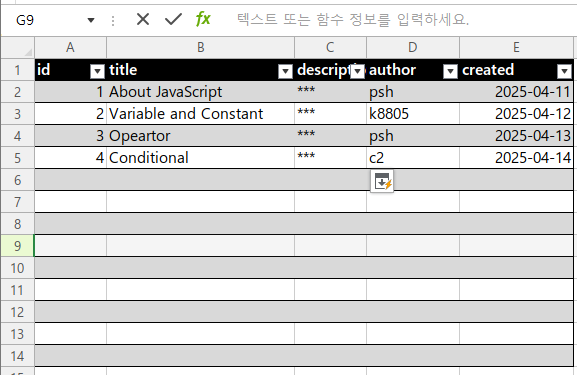 G9 fx 텍스트 또는 함수 정보를 입력하세요.
A B C D E
1 id title descripti author created
2 1 About JavaScript *** psh 2025-04-11
3 2 Variable and Constant *** k8805 2025-04-12
4 3 Opeartor *** psh 2025-04-13
5 4 Conditional *** c2 2025-04-14
6
7
8
9
10
11
12
13
14